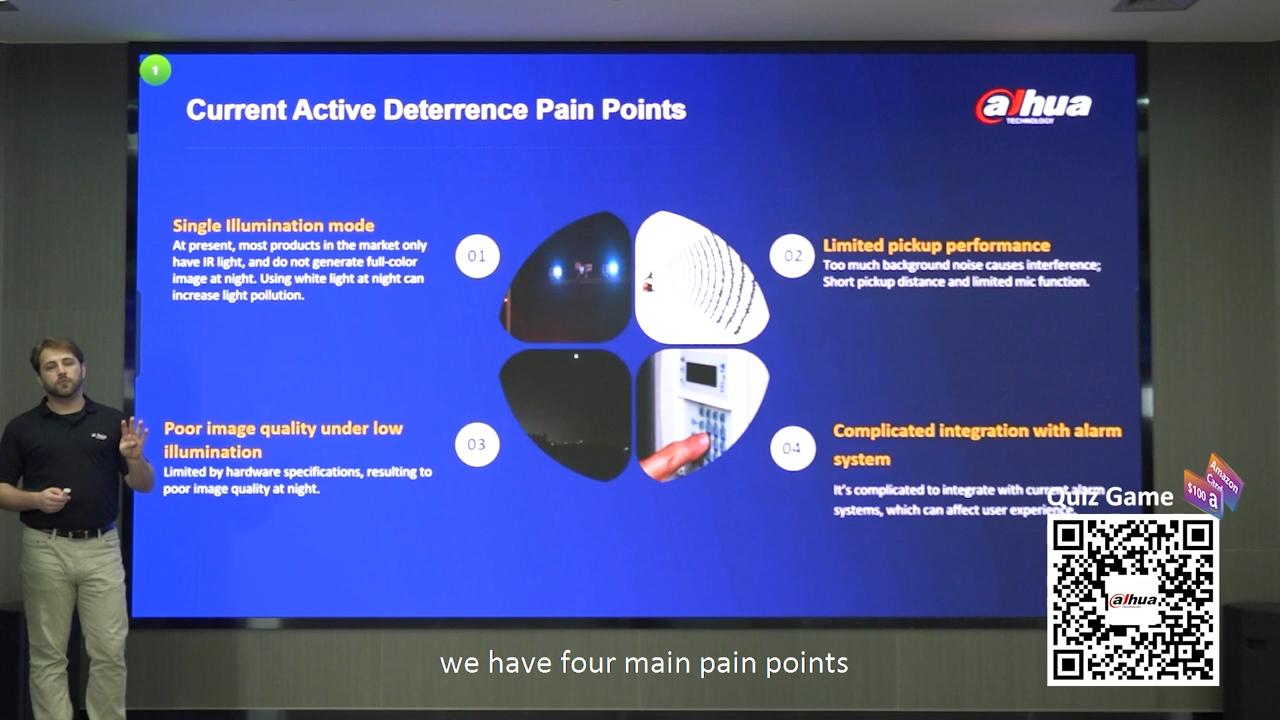 1
Current Active Deterrence Pain Points
alhua
TECHNOLOGY
Single Illumination mode
At present, most products in the market only
have IR light, and do not generate full-color
image at night. Using white light at night can
increase light pollution.
01
02
Limited pickup performance
Too much background noise causes interference;
Short pickup distance and limited mic function.
Poor image quality under low
illumination
Limited by hardware specifications, resulting to
poor image quality at night.
03
04
Complicated integration with alarm
system
It's complicated to integrate with current alarm
systems, which can affect user experience.
Quiz Game
Amazon
Card
$100 a
alhua
TECHNOLOGY
we have four main pain points